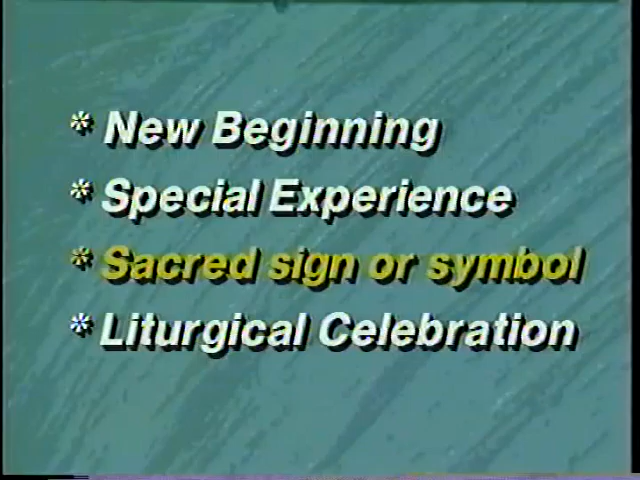 * New Beginning
* Special Experience
* Sacred sign or symbol
* Liturgical Celebration